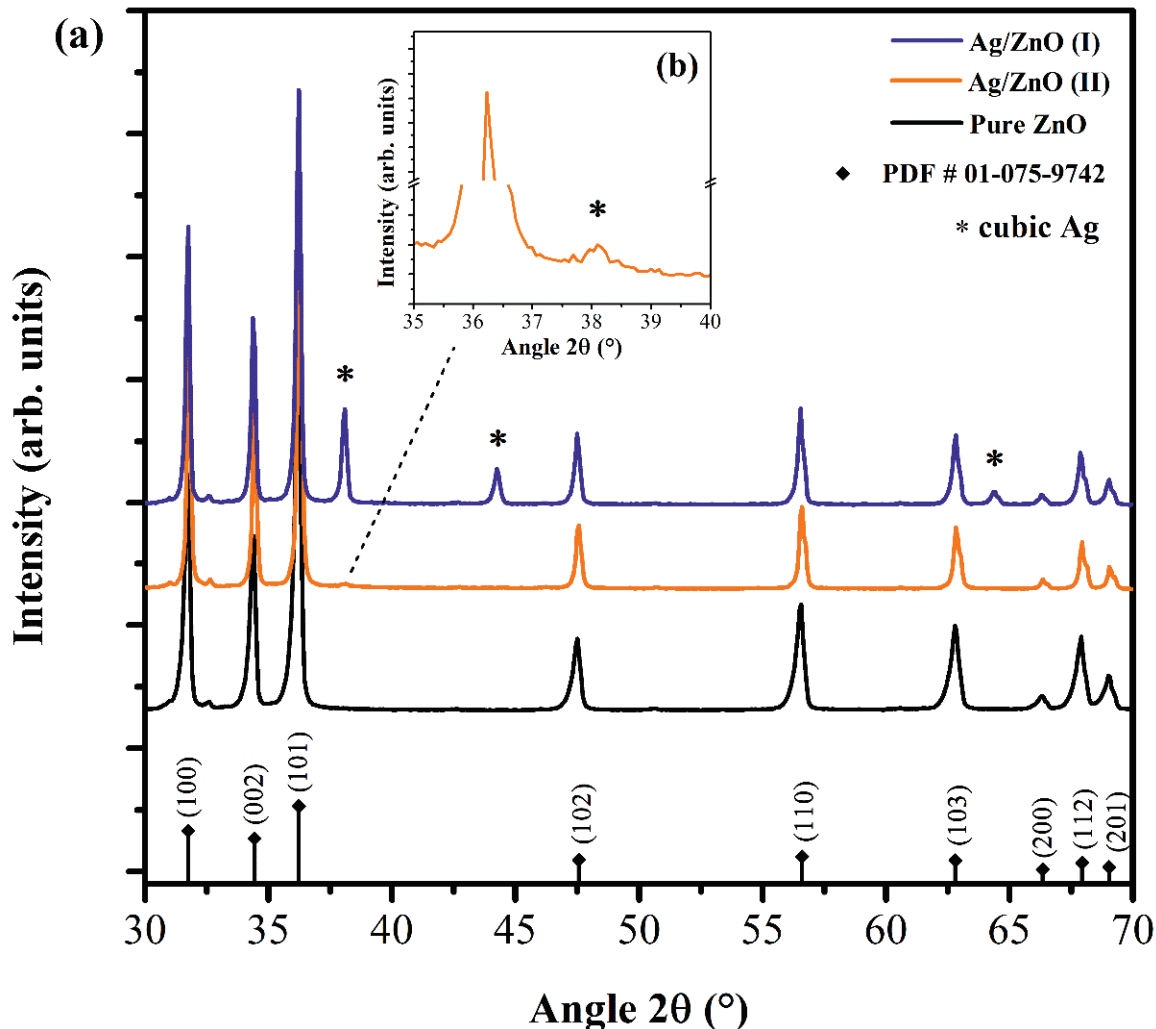 (a)
Intensity (arb. units)
Angle 2θ (°)
30 35 40 45 50 55 60 65 70
Ag/ZnO (I)
Ag/ZnO (II)
Pure ZnO
PDF # 01-075-9742
* cubic Ag
(b)
Intensity (arb. units)
*
35 36 37 38 39 40
Angle 2θ (°)
* * *
(100) (002) (101) (102) (110) (103) (200) (112) (201)